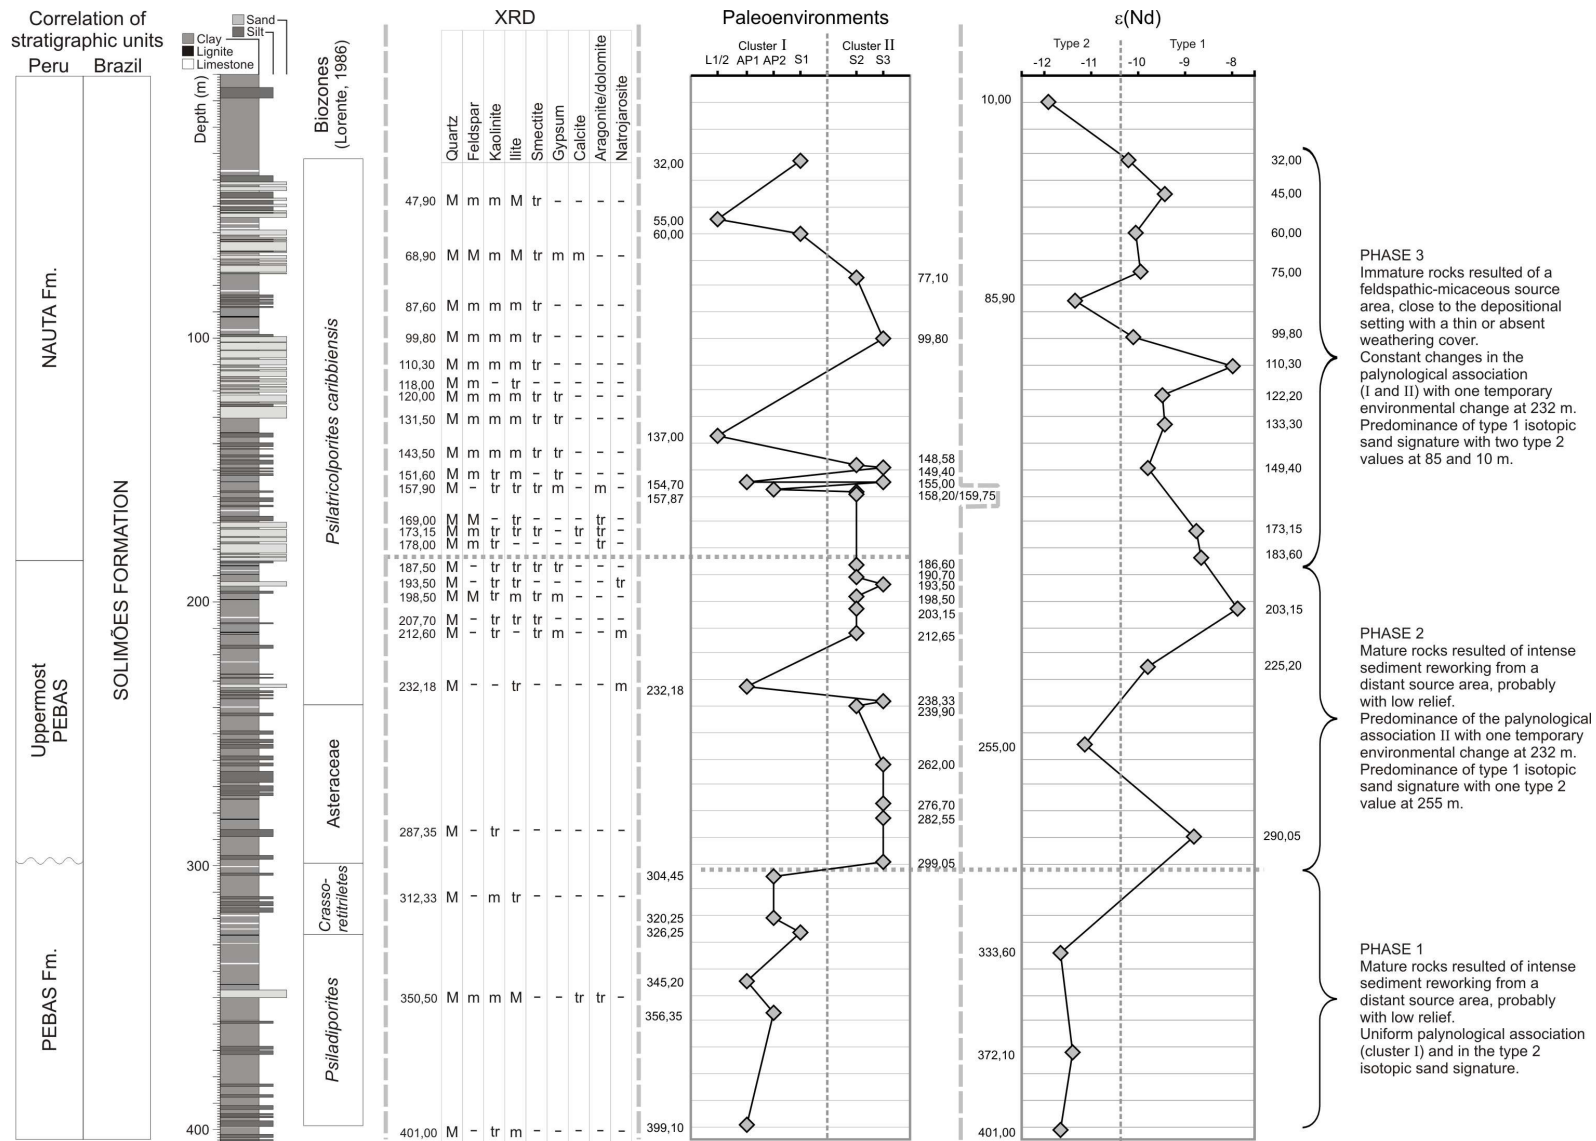 Correlation of
stratigraphic units
Peru Brazil
Sand
Silt
Clay
Lignite
Limestone
Depth (m)
100
200
300
400
NAUTA Fm.
Uppermost
PEBAS
PEBAS Fm.
SOLIMÕES FORMATION
Biozones
(Lorente, 1986)
Psilatricolporites caribbiensis
Asteraceae
Crasso-
retitriletes
Psiladiporites
XRD
Quartz
Feldspar
Kaolinite
Ilite
Smectite
Gypsum
Calcite
Aragonite/dolomite
Natrojarosite
47,90 M m m M tr – – – –
68,90 M M m M tr m m – –
87,60 M m m m tr – – – –
99,80 M m m m tr – – – –
110,30 M m m m tr – – – –
118,00 M m – tr – – – – –
120,00 M m m m tr tr – – –
131,50 M m m m tr tr – – –
143,50 M m m m tr tr – – –
151,60 M m tr m – tr – – –
157,90 M – tr tr tr m – m –
169,00 M M – tr – – – tr –
173,15 M m tr tr tr – tr tr –
178,00 M m tr – – – – tr –
187,50 M – tr tr tr tr – – –
193,50 M – tr tr – – – – tr
198,50 M M tr m tr m – – –
207,70 M – tr tr tr – – – –
212,60 M – tr – tr m – – m
232,18 M – – tr – – – – m
287,35 M – tr – – – – – –
312,33 M – m tr – – – – –
350,50 M m m M – – tr tr –
401,00 M – tr m – – – – –
Paleoenvironments
Cluster I Cluster II
L1/2 AP1 AP2 S1 S2 S3
32,00
55,00
60,00
77,10
99,80
137,00
148,58
149,40
154,70
155,00
157,87
158,20/159,75
186,60
190,70
193,50
198,50
203,15
212,65
232,18
238,33
239,90
262,00
276,70
282,55
299,05
304,45
320,25
326,25
345,20
356,35
399,10
ε(Nd)
Type 2 Type 1
-12 -11 -10 -9 -8
10,00
32,00
45,00
60,00
75,00
85,90
99,80
110,30
122,20
133,30
149,40
173,15
183,60
203,15
225,20
255,00
290,05
333,60
372,10
401,00
PHASE 3
Immature rocks resulted of a
feldspathic-micaceous source
area, close to the depositional
setting with a thin or absent
weathering cover.
Constant changes in the
palynological association
(I and II) with one temporary
environmental change at 232 m.
Predominance of type 1 isotopic
sand signature with two type 2
values at 85 and 10 m.
PHASE 2
Mature rocks resulted of intense
sediment reworking from a
distant source area, probably
with low relief.
Predominance of the palynological
association II with one temporary
environmental change at 232 m.
Predominance of type 1 isotopic
sand signature with one type 2
value at 255 m.
PHASE 1
Mature rocks resulted of intense
sediment reworking from a
distant source area, probably
with low relief.
Uniform palynological association
(cluster I) and in the type 2
isotopic sand signature.